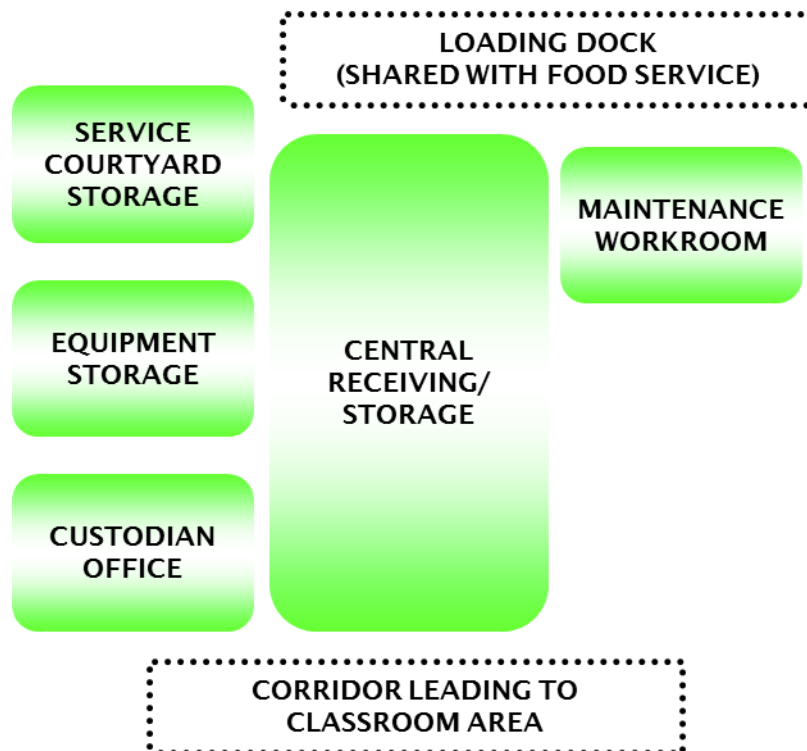 LOADING DOCK
(SHARED WITH FOOD SERVICE)
SERVICE
COURTYARD
STORAGE
MAINTENANCE
WORKROOM
EQUIPMENT
STORAGE
CENTRAL
RECEIVING/
STORAGE
CUSTODIAN
OFFICE
CORRIDOR LEADING TO
CLASSROOM AREA